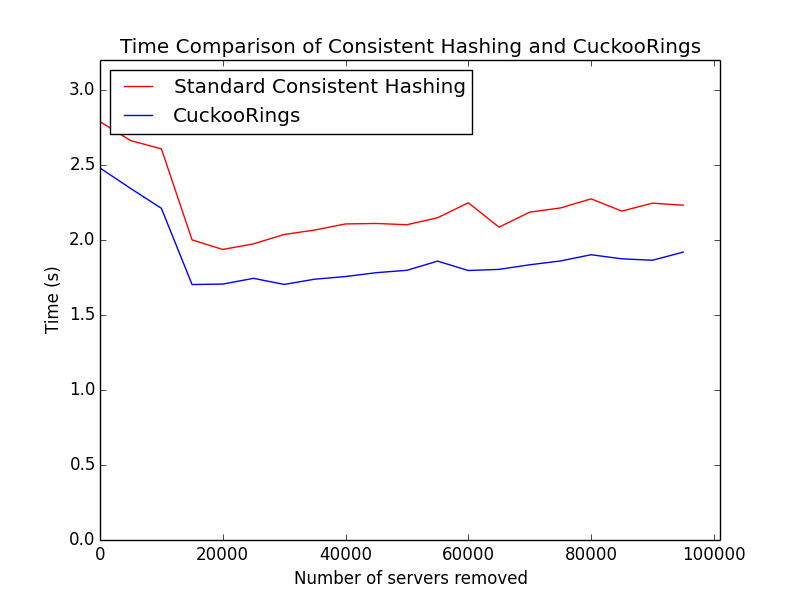 Time Comparison of Consistent Hashing and CuckooRings
Standard Consistent Hashing
CuckooRings
3.0
2.5
2.0
1.5
1.0
0.5
0.0
Time (s)
0 20000 40000 60000 80000 100000
Number of servers removed